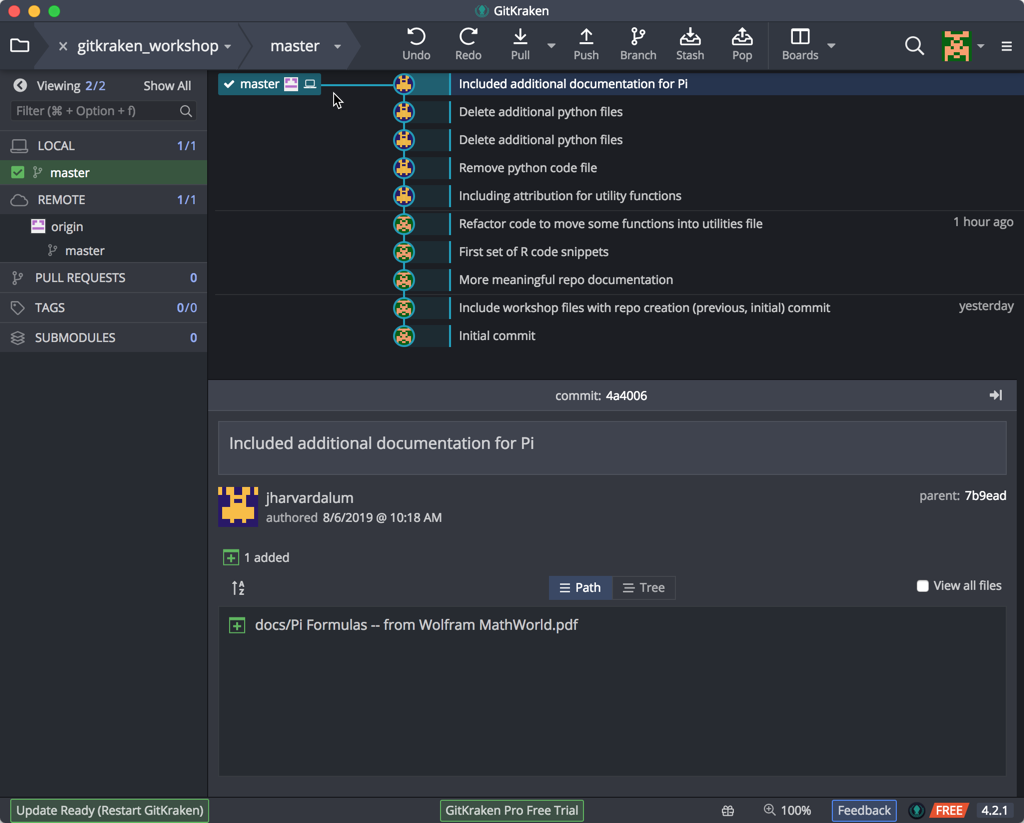 GitKraken
gitkraken_workshop
master
Undo
Redo
Pull
Push
Branch
Stash
Pop
Boards
Viewing 2/2
Show All
Filter (⌘ + Option + f)
LOCAL 1/1
master
REMOTE 1/1
origin
master
PULL REQUESTS 0
TAGS 0/0
SUBMODULES 0
master
Included additional documentation for Pi
Delete additional python files
Delete additional python files
Remove python code file
Including attribution for utility functions
Refactor code to move some functions into utilities file
1 hour ago
First set of R code snippets
More meaningful repo documentation
Include workshop files with repo creation (previous, initial) commit
yesterday
Initial commit
commit: 4a4006
Included additional documentation for Pi
jharvardalum
authored 8/6/2019 @ 10:18 AM
parent: 7b9ead
1 added
A
Z
Path
Tree
View all files
docs/Pi Formulas -- from Wolfram MathWorld.pdf
Update Ready (Restart GitKraken)
GitKraken Pro Free Trial
100%
Feedback
FREE
4.2.1